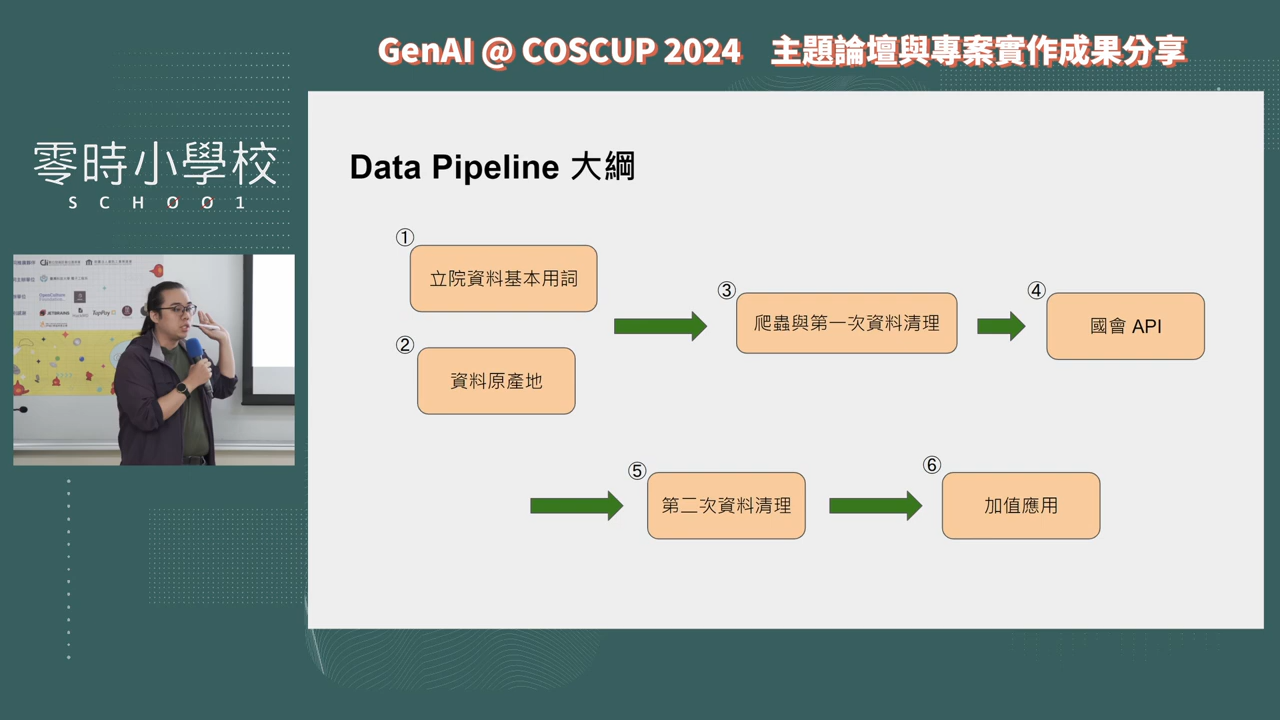 GenAI @ COSCUP 2024 主題論壇與專案實作成果分享
零時小學校
SCHOO1
Data Pipeline 大綱
①
立院資料基本用詞
②
資料原產地
③
爬蟲與第一次資料清理
④
國會 API
⑤
第二次資料清理
⑥
加值應用
OpenCulture
Foundation
JETBRAINS